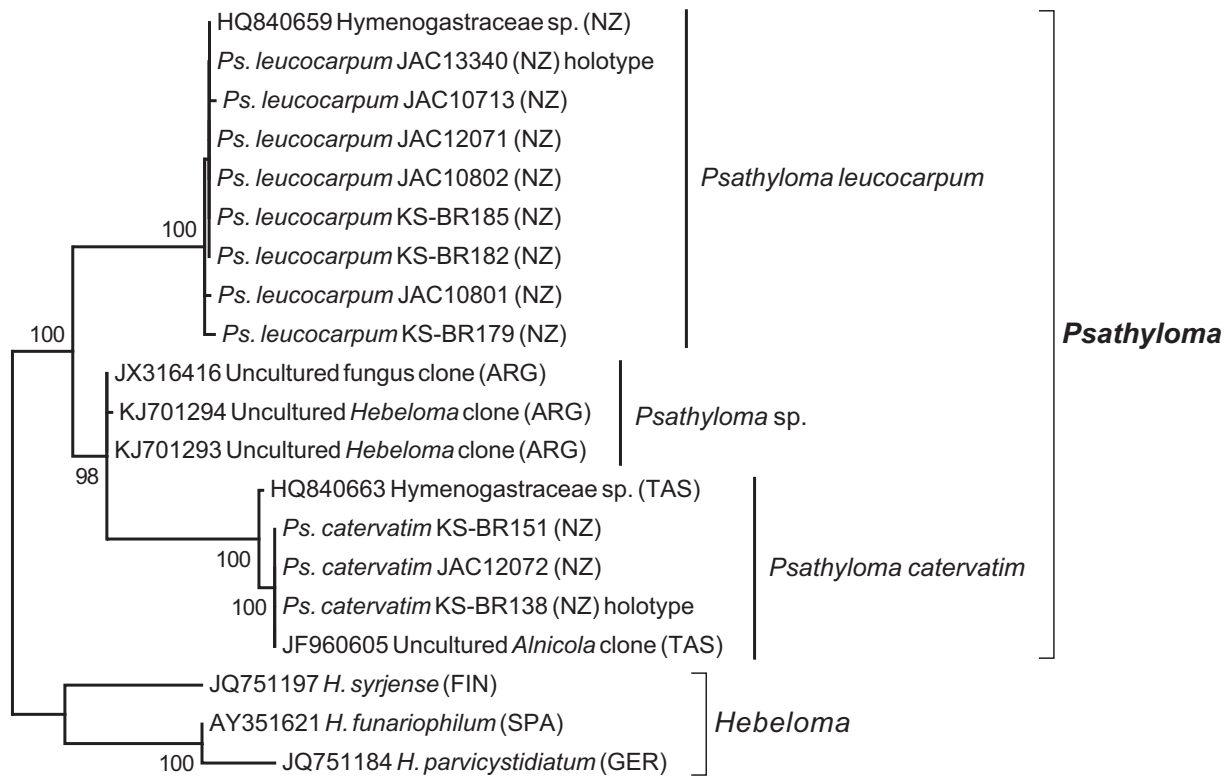 HQ840659 Hymenogastraceae sp. (NZ)
Ps. leucocarpum JAC13340 (NZ) holotype
Ps. leucocarpum JAC10713 (NZ)
Ps. leucocarpum JAC12071 (NZ)
Ps. leucocarpum JAC10802 (NZ)
Ps. leucocarpum KS-BR185 (NZ)
Ps. leucocarpum KS-BR182 (NZ)
Ps. leucocarpum JAC10801 (NZ)
Ps. leucocarpum KS-BR179 (NZ)
Psathyloma leucocarpum
100
100
Psathyloma
JX316416 Uncultured fungus clone (ARG)
KJ701294 Uncultured Hebeloma clone (ARG)
KJ701293 Uncultured Hebeloma clone (ARG)
Psathyloma sp.
98
HQ840663 Hymenogastraceae sp. (TAS)
Ps. catervatim KS-BR151 (NZ)
Ps. catervatim JAC12072 (NZ)
Ps. catervatim KS-BR138 (NZ) holotype
JF960605 Uncultured Alnicola clone (TAS)
Psathyloma catervatim
100
100
JQ751197 H. syrjense (FIN)
AY351621 H. funariophilum (SPA)
JQ751184 H. parvicystidiatum (GER)
Hebeloma
100